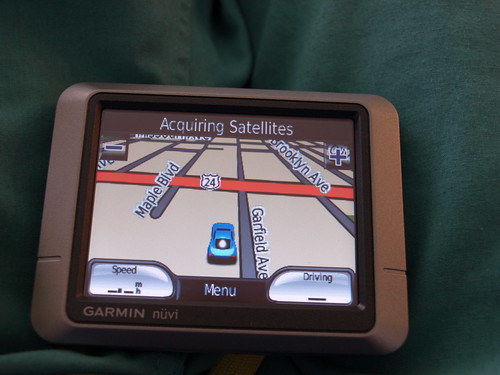 Acquiring Satellites
Brooklyn Ave
Maple Blvd
24
Garfield Ave
Speed
m
h
Menu
Driving
GARMIN nüvi